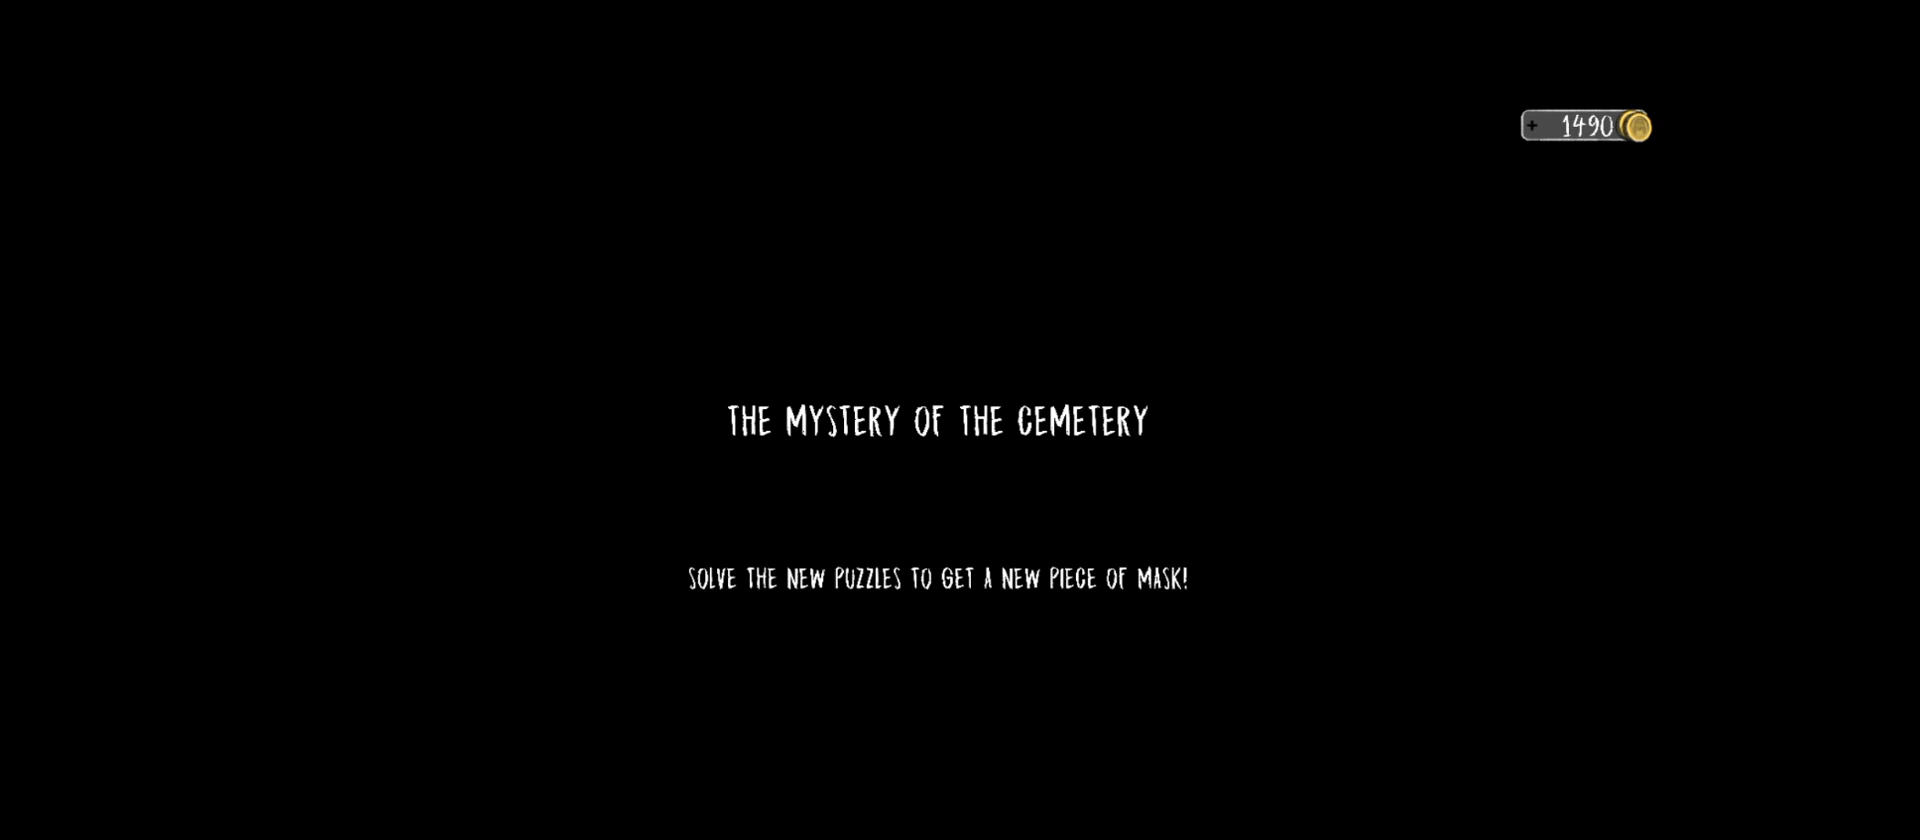 + 1490
THE MYSTERY OF THE CEMETERY
SOLVE THE NEW PUZZLES TO GET A NEW PIECE OF MASK!